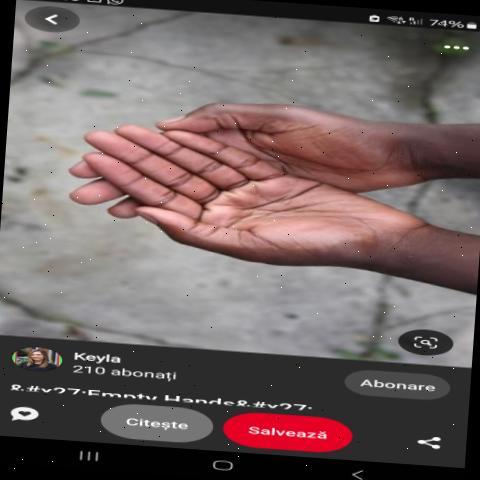 74%
Keyla
210 abonați
&#x27;Empty Hands&#x27;
Abonare
Citește
Salvează